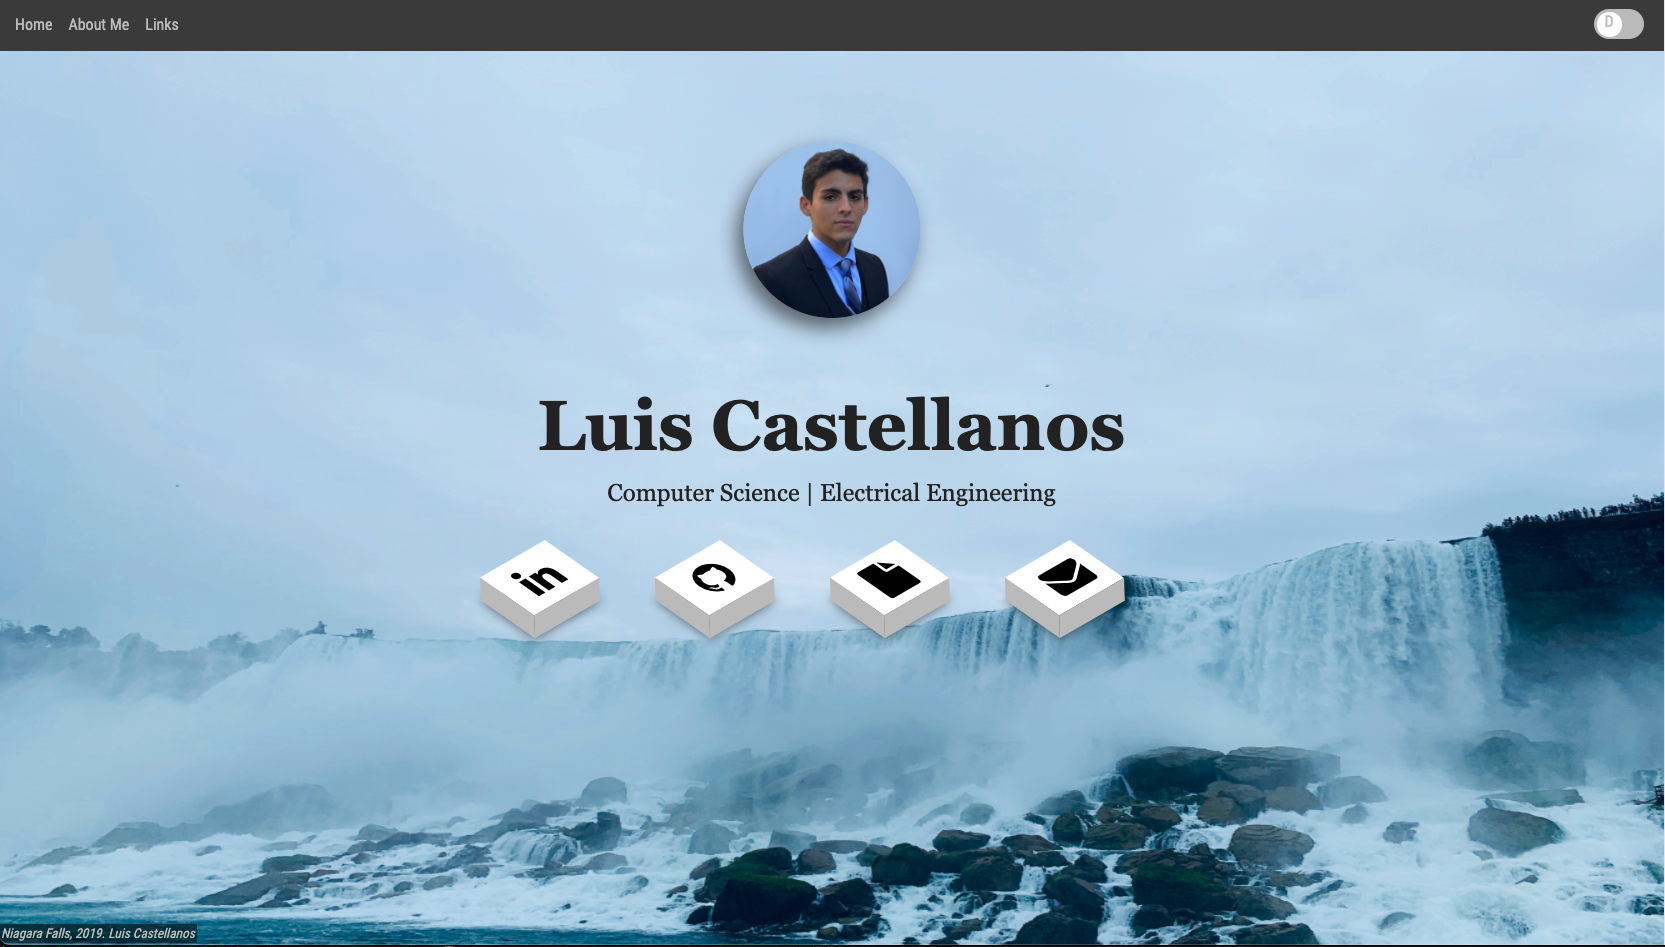 Home About Me Links
D
Luis Castellanos
Computer Science | Electrical Engineering
in
Niagara Falls, 2019. Luis Castellanos